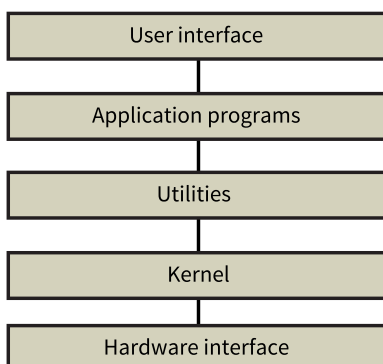 User interface
Application programs
Utilities
Kernel
Hardware interface